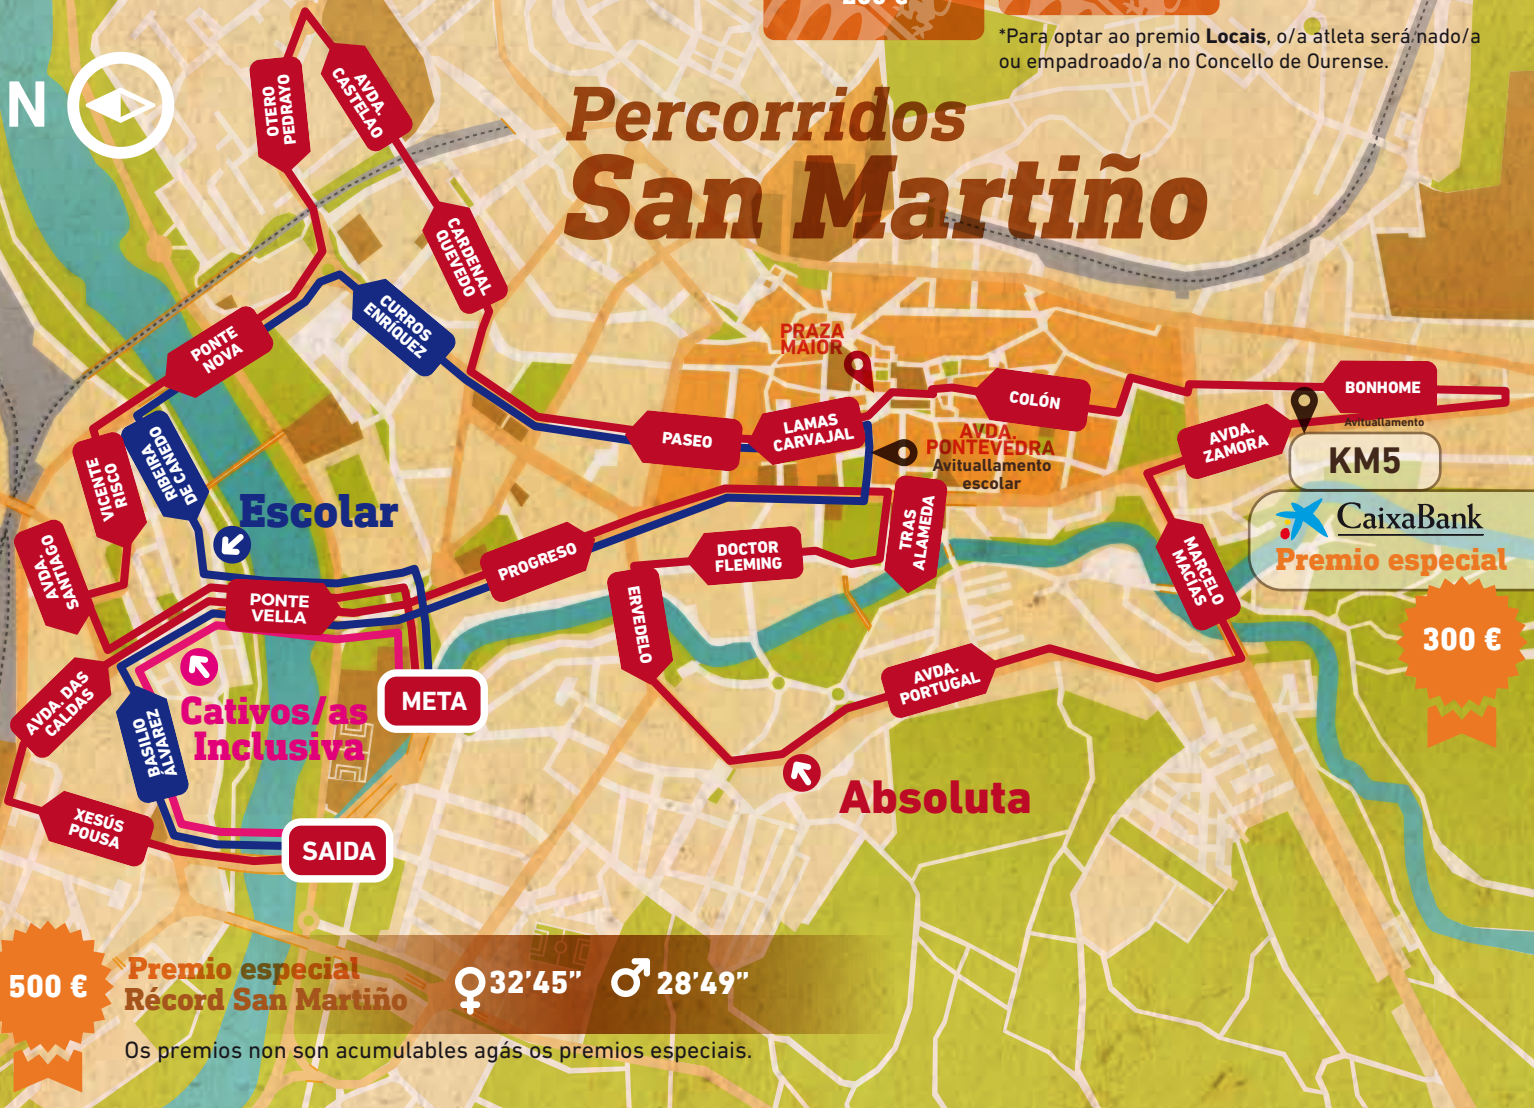 *Para optar ao premio Locais, o/a atleta será nado/a
ou empadroado/a no Concello de Ourense.
N
Percorridos
San Martiño
OTERO
PEDRAYO
AVDA.
CASTELAO
CARDENAL
QUEVEDO
CURROS
ENRÍQUEZ
PONTE
NOVA
PRAZA
MAIOR
COLÓN
BONHOME
PASEO
LAMAS
CARVAJAL
AVDA.
PONTEVEDRA
Avituallamento
escolar
AVDA.
ZAMORA
Avituallamento
KM5
CaixaBank
Premio especial
300 €
VICENTE
RISCO
RIBEIRA
DE CANEDO
Escolar
AVDA.
SANTIAGO
PROGRESO
DOCTOR
FLEMING
TRAS
ALAMEDA
MARCELO
MACÍAS
PONTE
VELLA
ERVEDELO
AVDA.
PORTUGAL
AVDA. DAS
CALDAS
BASILIO
ÁLVAREZ
Cativos/as
Inclusiva
META
Absoluta
XESÚS
POUSA
SAIDA
500 €
Premio especial
Récord San Martiño
32’45” 28’49”
Os premios non son acumulables agás os premios especiais.